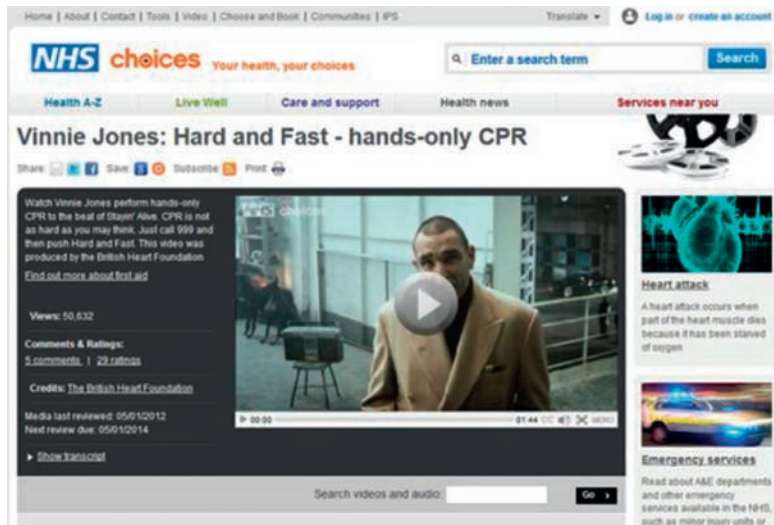 Home | About | Contact | Tools | Video | Choose and Book | Communities | IPS
Translate
Log in or create an account
NHS choices Your health, your choices
Enter a search term
Search
Health A-Z
Live Well
Care and support
Health news
Services near you
Vinnie Jones: Hard and Fast - hands-only CPR
Share: Save: Subscribe: Print:
Watch Vinnie Jones perform hands-only
CPR to the beat of Stayin' Alive. CPR is not
as hard as you may think. Just call 999 and
then push Hard and Fast. This video was
produced by the British Heart Foundation
Find out more about first aid
Views: 50,632
Comments & Ratings:
5 comments | 29 ratings
Credits: The British Heart Foundation
Media last reviewed: 05/01/2012
Next review due: 05/01/2014
Show transcript
NHS choices
00:00
01:44 CC MENU
Heart attack
A heart attack occurs when
part of the heart muscle dies
because it has been starved
of oxygen
Emergency services
Read about A&E departments
and other emergency
services available in the NHS,
such as minor injury units or
Search videos and audio:
Go